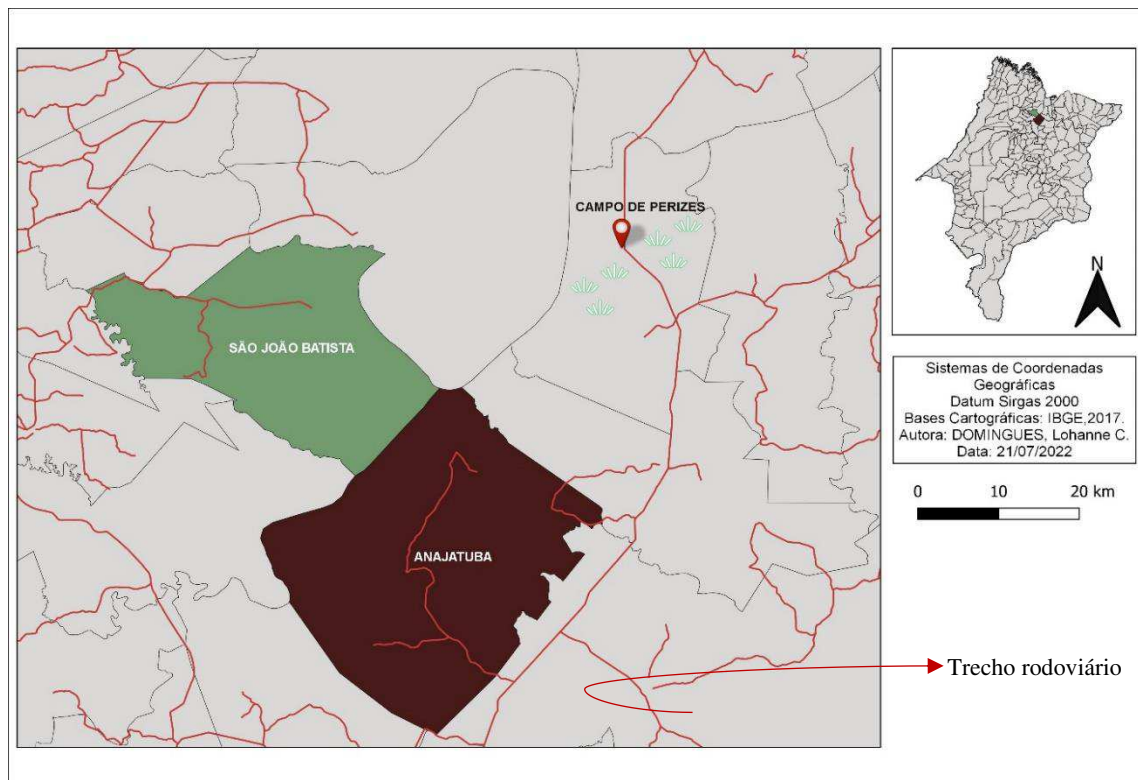 CAMPO DE PERIZES
SÃO JOÃO BATISTA
ANAJATUBA
N
Sistemas de Coordenadas
Geográficas
Datum Sirgas 2000
Bases Cartográficas: IBGE,2017.
Autora: DOMINGUES, Lohanne C.
Data: 21/07/2022
0 10 20 km
Trecho rodoviário